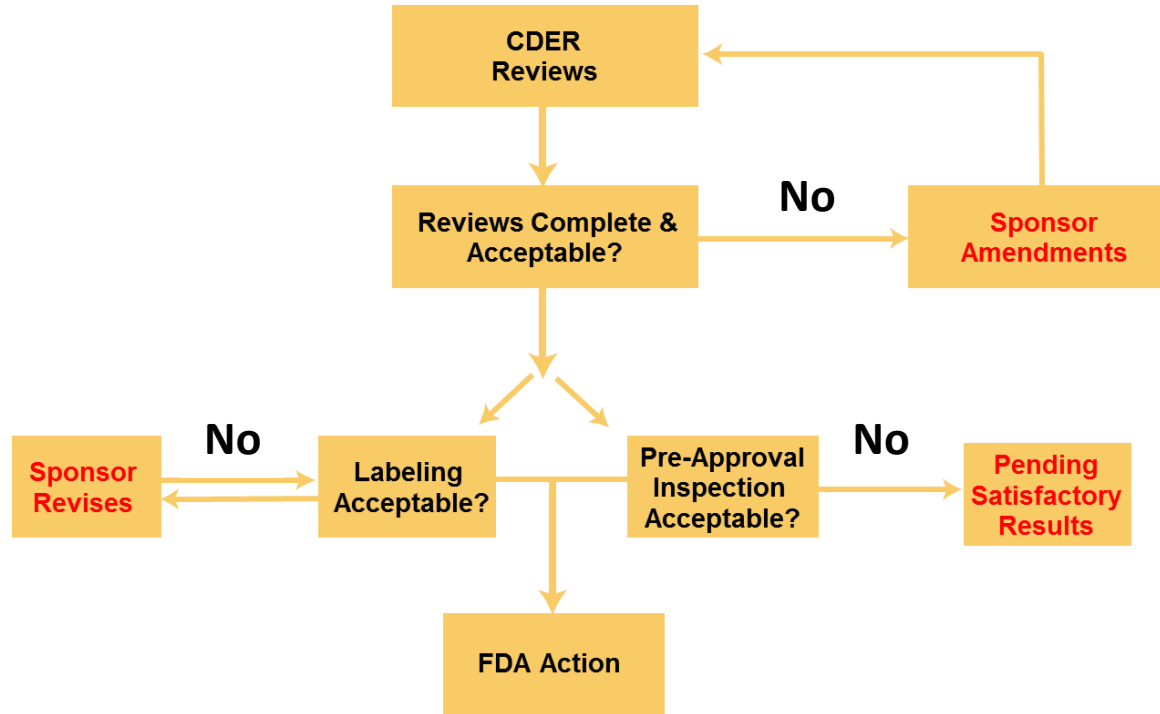 CDER
Reviews
Reviews Complete &
Acceptable?
No
Sponsor
Amendments
No
Sponsor
Revises
Labeling
Acceptable?
Pre-Approval
Inspection
Acceptable?
No
Pending
Satisfactory
Results
FDA Action